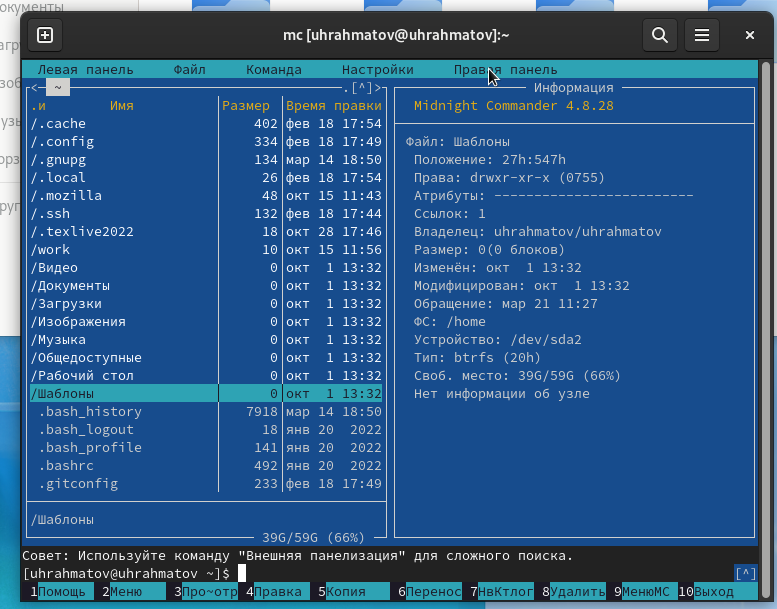 окументы
mc [uhrahmatov@uhrahmatov]:~
Левая панель Файл Команда Настройки Правая панель
<─ ~ .[^]>
.и Имя Размер Время правки
/.cache 402 фев 18 17:54
/.config 334 фев 18 17:49
/.gnupg 134 мар 14 18:50
/.local 26 фев 18 17:54
/.mozilla 48 окт 15 11:43
/.ssh 132 фев 18 17:44
/.texlive2022 18 окт 28 17:46
/work 10 окт 15 11:56
/Видео 0 окт 1 13:32
/Документы 0 окт 1 13:32
/Загрузки 0 окт 1 13:32
/Изображения 0 окт 1 13:32
/Музыка 0 окт 1 13:32
/Общедоступные 0 окт 1 13:32
/Рабочий стол 0 окт 1 13:32
/Шаблоны 0 окт 1 13:32
.bash_history 7918 мар 14 18:50
.bash_logout 18 янв 20 2022
.bash_profile 141 янв 20 2022
.bashrc 492 янв 20 2022
.gitconfig 233 фев 18 17:49
/Шаблоны
39G/59G (66%)
Информация
Midnight Commander 4.8.28
Файл: Шаблоны
Положение: 27h:547h
Права: drwxr-xr-x (0755)
Атрибуты: -------------------------
Ссылок: 1
Владелец: uhrahmatov/uhrahmatov
Размер: 0(0 блоков)
Изменён: окт 1 13:32
Модифицирован: окт 1 13:32
Обращение: мар 21 11:27
ФС: /home
Устройство: /dev/sda2
Тип: btrfs (20h)
Своб. место: 39G/59G (66%)
Нет информации об узле
Совет: Используйте команду "Внешняя панелизация" для сложного поиска.
[uhrahmatov@uhrahmatov ~]$ [^]
1Помощь 2Меню 3Про~отр 4Правка 5Копия 6Перенос 7НвКтлог 8Удалить 9МенюМС 10Выход